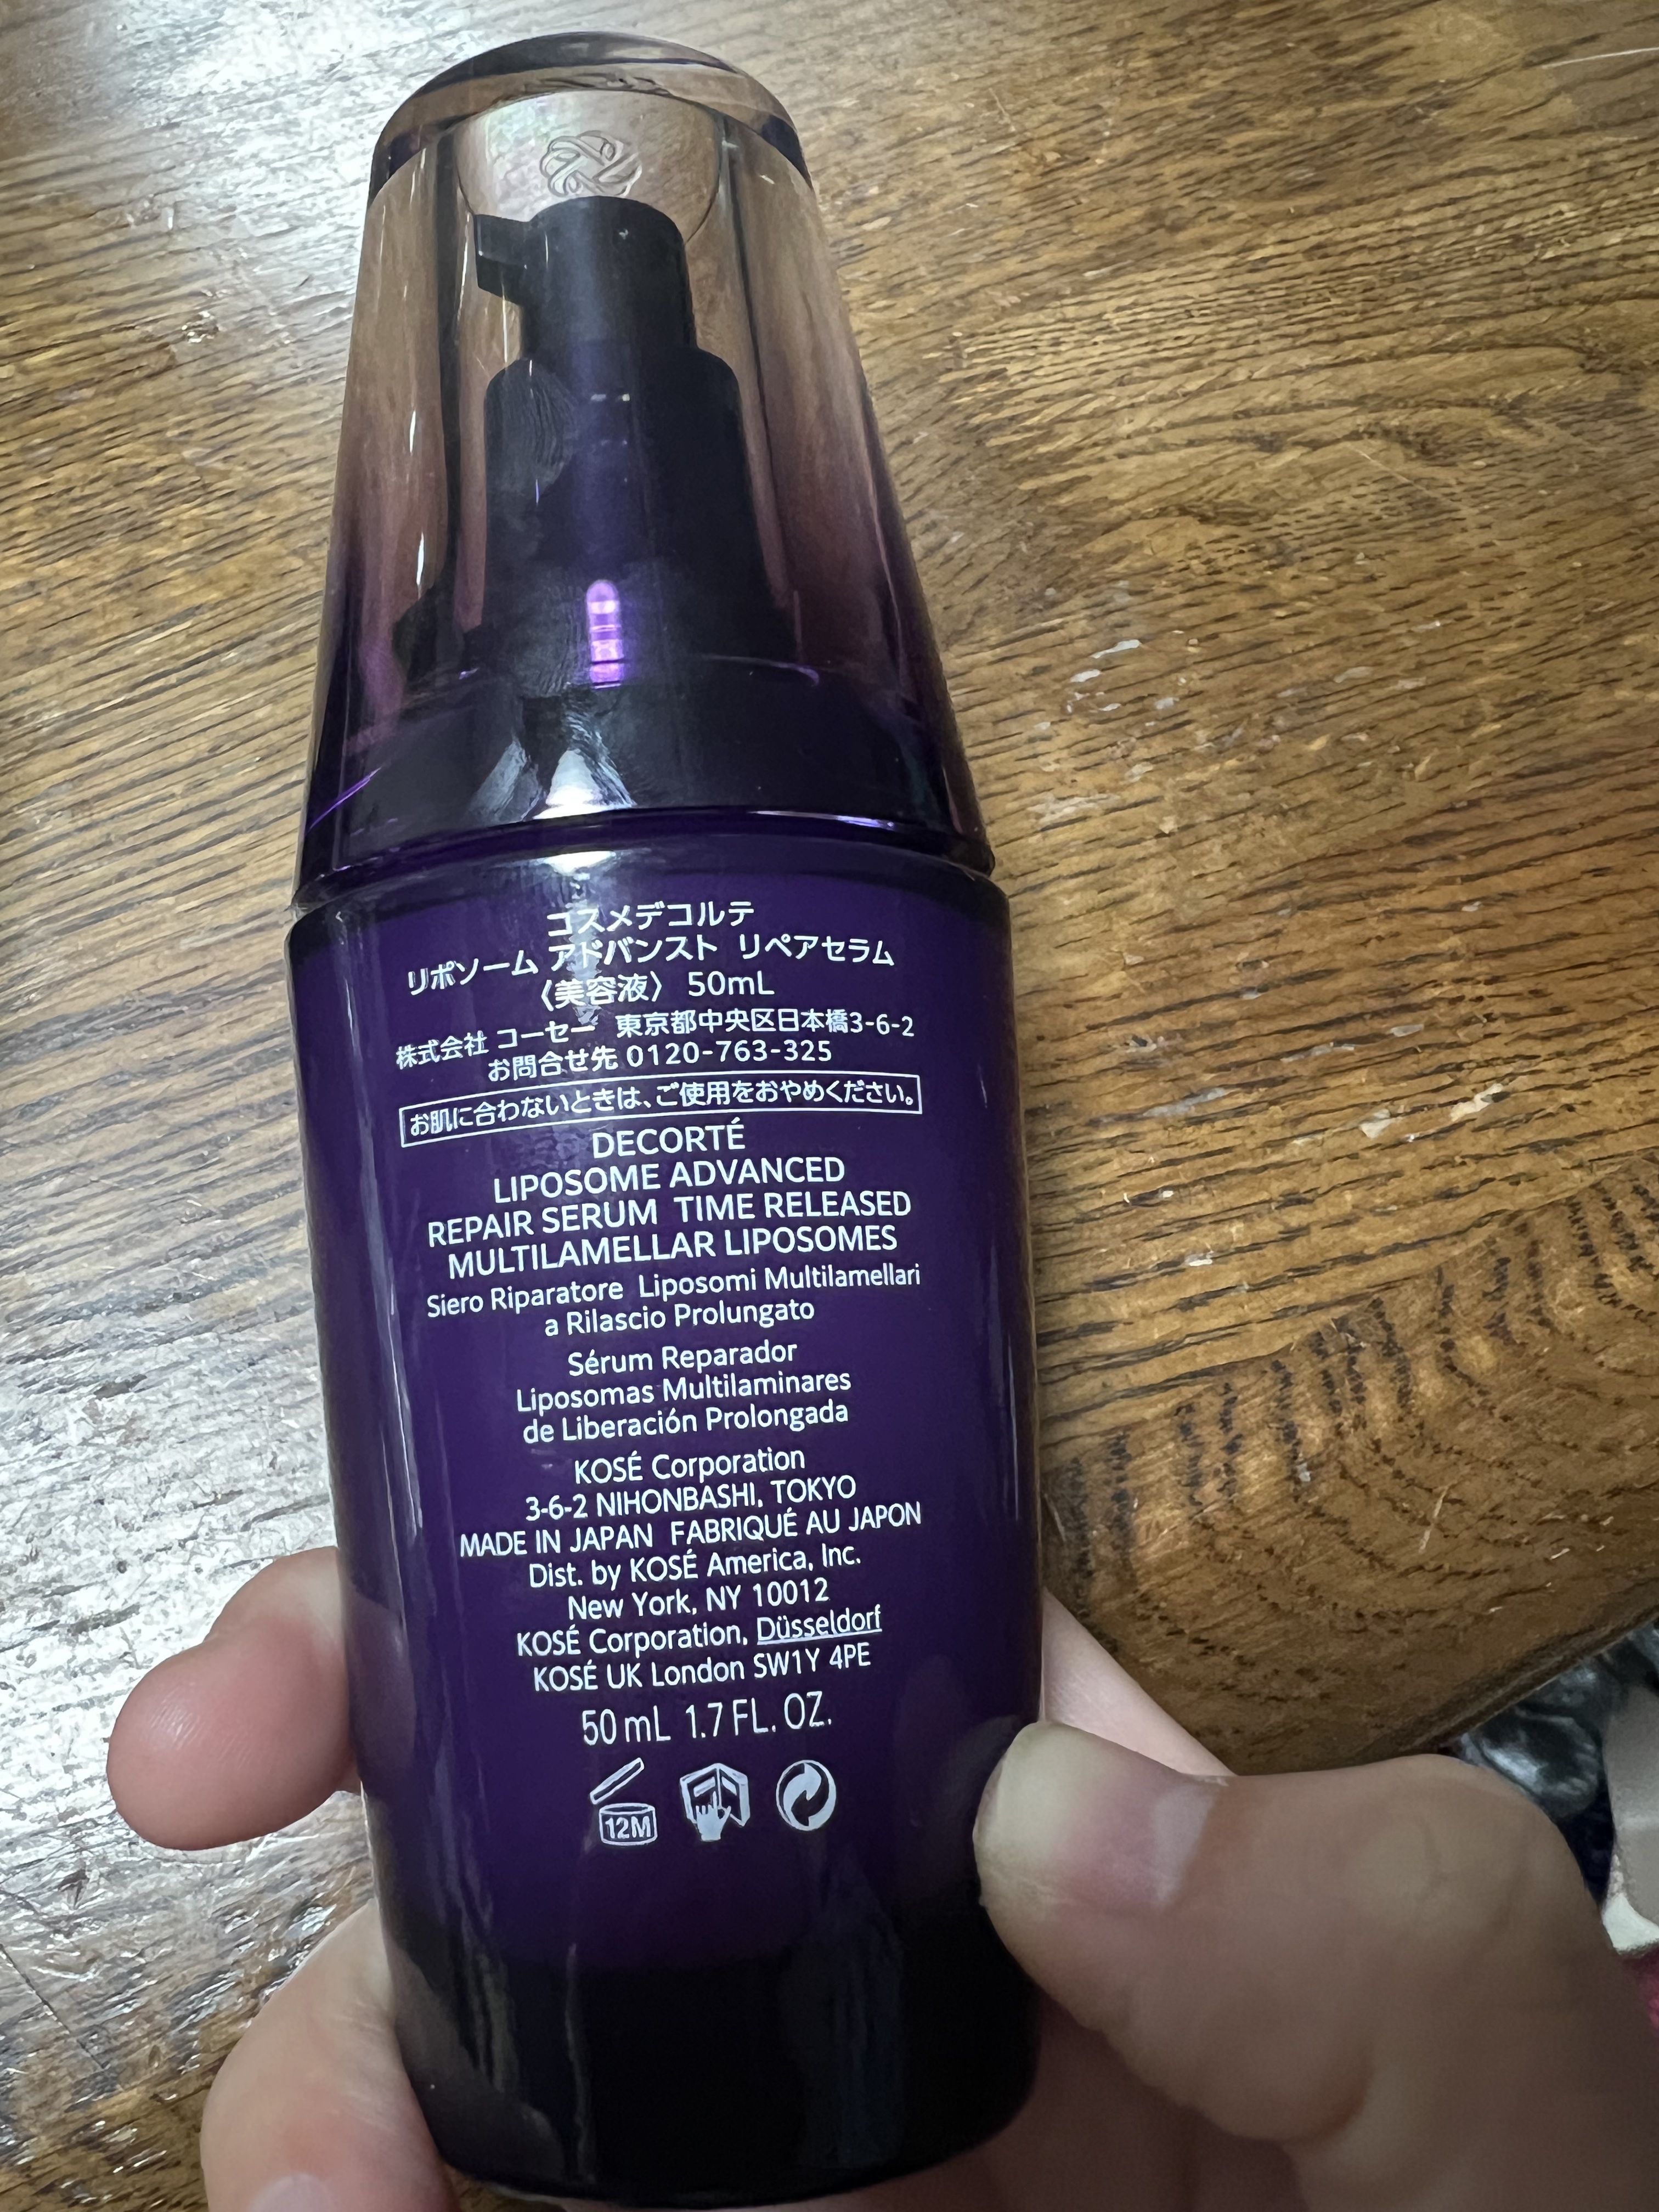 コスメデコルテ
リポソーム アドバンスト リペアセラム
〈美容液〉 50mL
株式会社 コーセー 東京都中央区日本橋3-6-2
お問合せ先 0120-763-325
お肌に合わないときは、ご使用をおやめください。
DECORTÉ
LIPOSOME ADVANCED
REPAIR SERUM TIME RELEASED
MULTILAMELLAR LIPOSOMES
Siero Riparatore Liposomi Multilamellari
a Rilascio Prolungato
Sérum Reparador
Liposomas Multilaminares
de Liberación Prolongada
KOSÉ Corporation
3-6-2 NIHONBASHI, TOKYO
MADE IN JAPAN FABRIQUÉ AU JAPON
Dist. by KOSÉ America, Inc.
New York, NY 10012
KOSÉ Corporation, Düsseldorf
KOSÉ UK London SW1Y 4PE
50 mL 1.7 FL. OZ.
12M